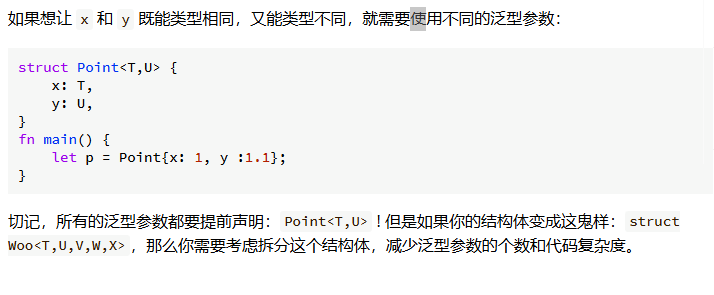 如果想让 x 和 y 既能类型相同，又能类型不同，就需要使用不同的泛型参数：
struct Point<T,U> {
    x: T,
    y: U,
}
fn main() {
    let p = Point{x: 1, y :1.1};
}
切记，所有的泛型参数都要提前声明： Point<T,U> ！但是如果你的结构体变成这鬼样： struct
Woo<T,U,V,W,X> ，那么你需要考虑拆分这个结构体，减少泛型参数的个数和代码复杂度。